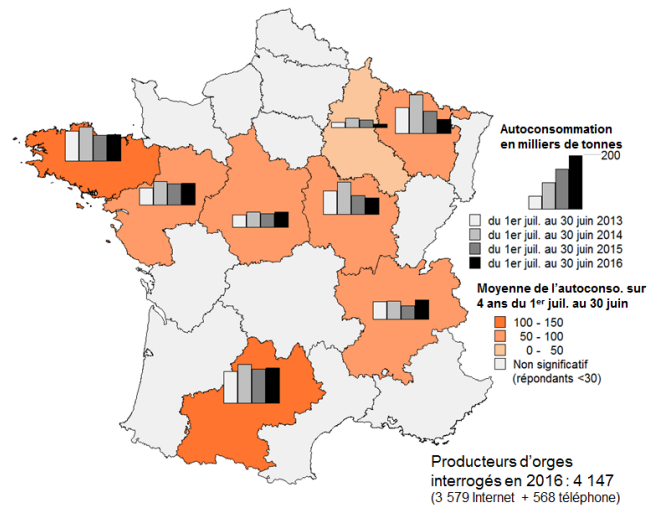 Autoconsommation
en milliers de tonnes
200
du 1er juil. au 30 juin 2013
du 1er juil. au 30 juin 2014
du 1er juil. au 30 juin 2015
du 1er juil. au 30 juin 2016
Moyenne de l'autoconso. sur
4 ans du 1er juil. au 30 juin
100 - 150
50 - 100
0 - 50
Non significatif
(répondants <30)
Producteurs d'orges
interrogés en 2016 : 4 147
(3 579 Internet + 568 téléphone)